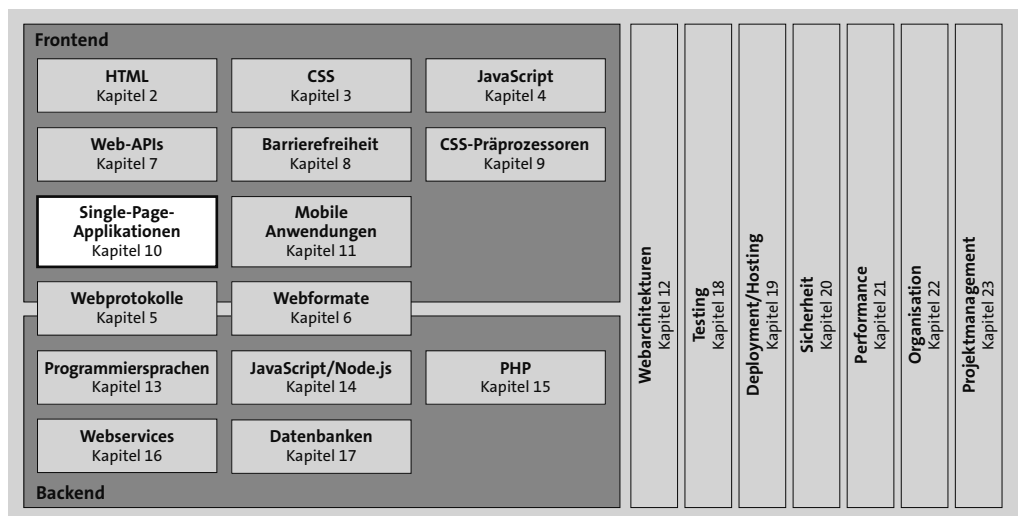 Frontend
HTML
Kapitel 2
CSS
Kapitel 3
JavaScript
Kapitel 4
Web-APIs
Kapitel 7
Barrierefreiheit
Kapitel 8
CSS-Präprozessoren
Kapitel 9
Single-Page-
Applikationen
Kapitel 10
Mobile
Anwendungen
Kapitel 11
Webprotokolle
Kapitel 5
Webformate
Kapitel 6
Programmiersprachen
Kapitel 13
JavaScript/Node.js
Kapitel 14
PHP
Kapitel 15
Webservices
Kapitel 16
Datenbanken
Kapitel 17
Backend
Webarchitekturen
Kapitel 12
Testing
Kapitel 18
Deployment/Hosting
Kapitel 19
Sicherheit
Kapitel 20
Performance
Kapitel 21
Organisation
Kapitel 22
Projektmanagement
Kapitel 23